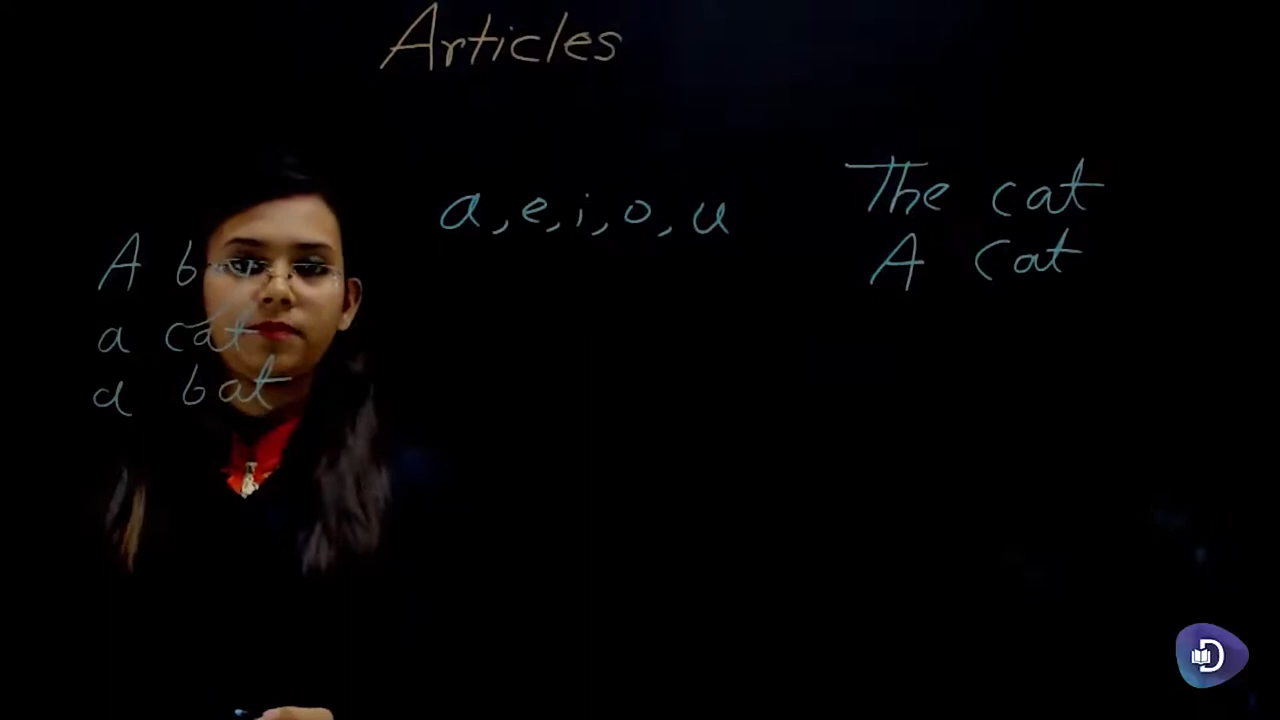 Articles
a, e, i, o, u
The cat
A cat
A
a cat
a bat
D